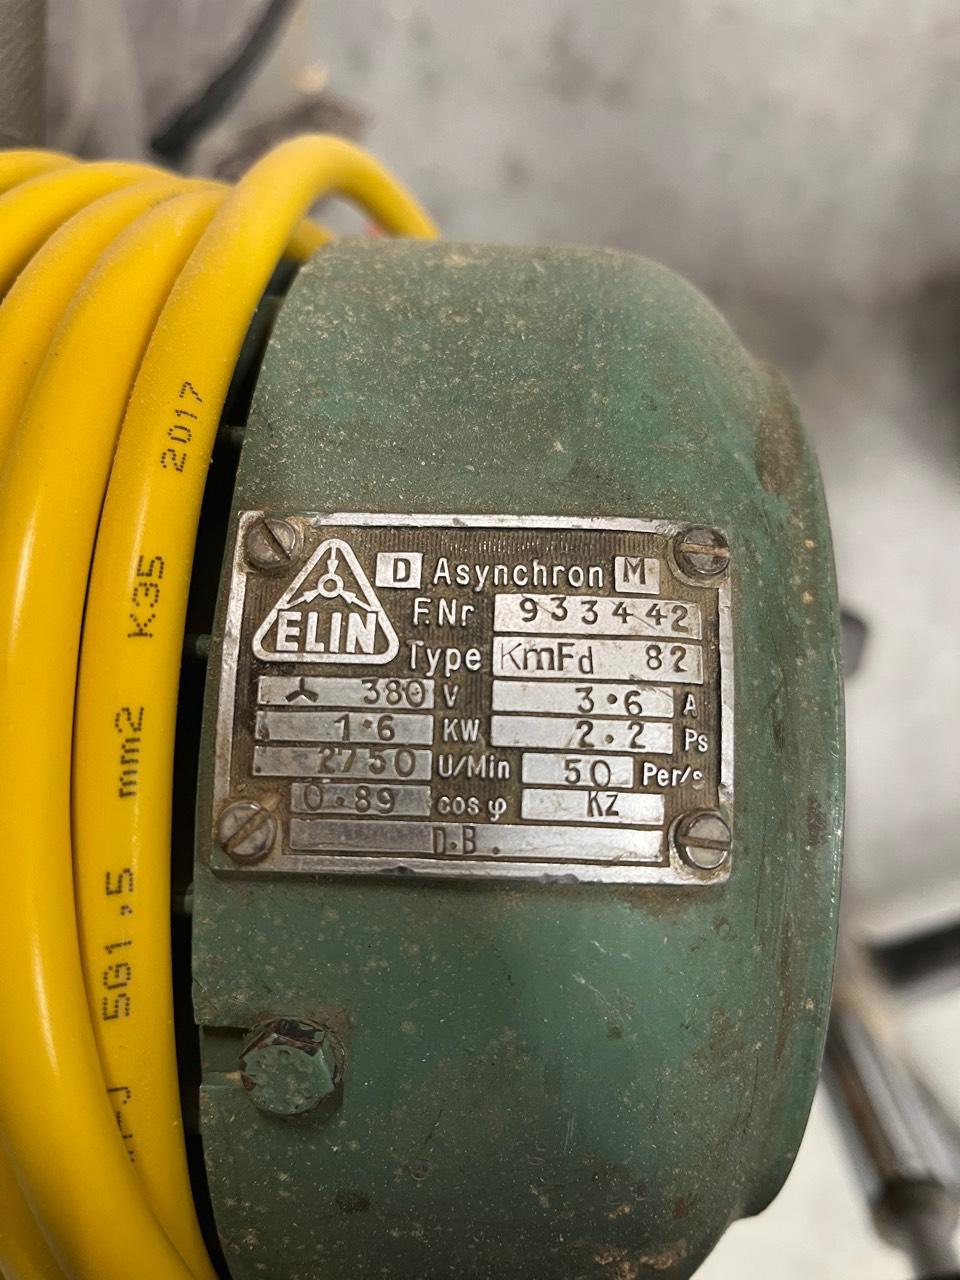 D Asynchron M
ELIN
F.Nr 933442
Type KmFd 82
380 V 3.6 A
1.6 KW 2.2 Ps
2750 U/Min 50 Per/s
0.89 cos φ KZ
D.B.
5G1,5 mm2 K35 2017